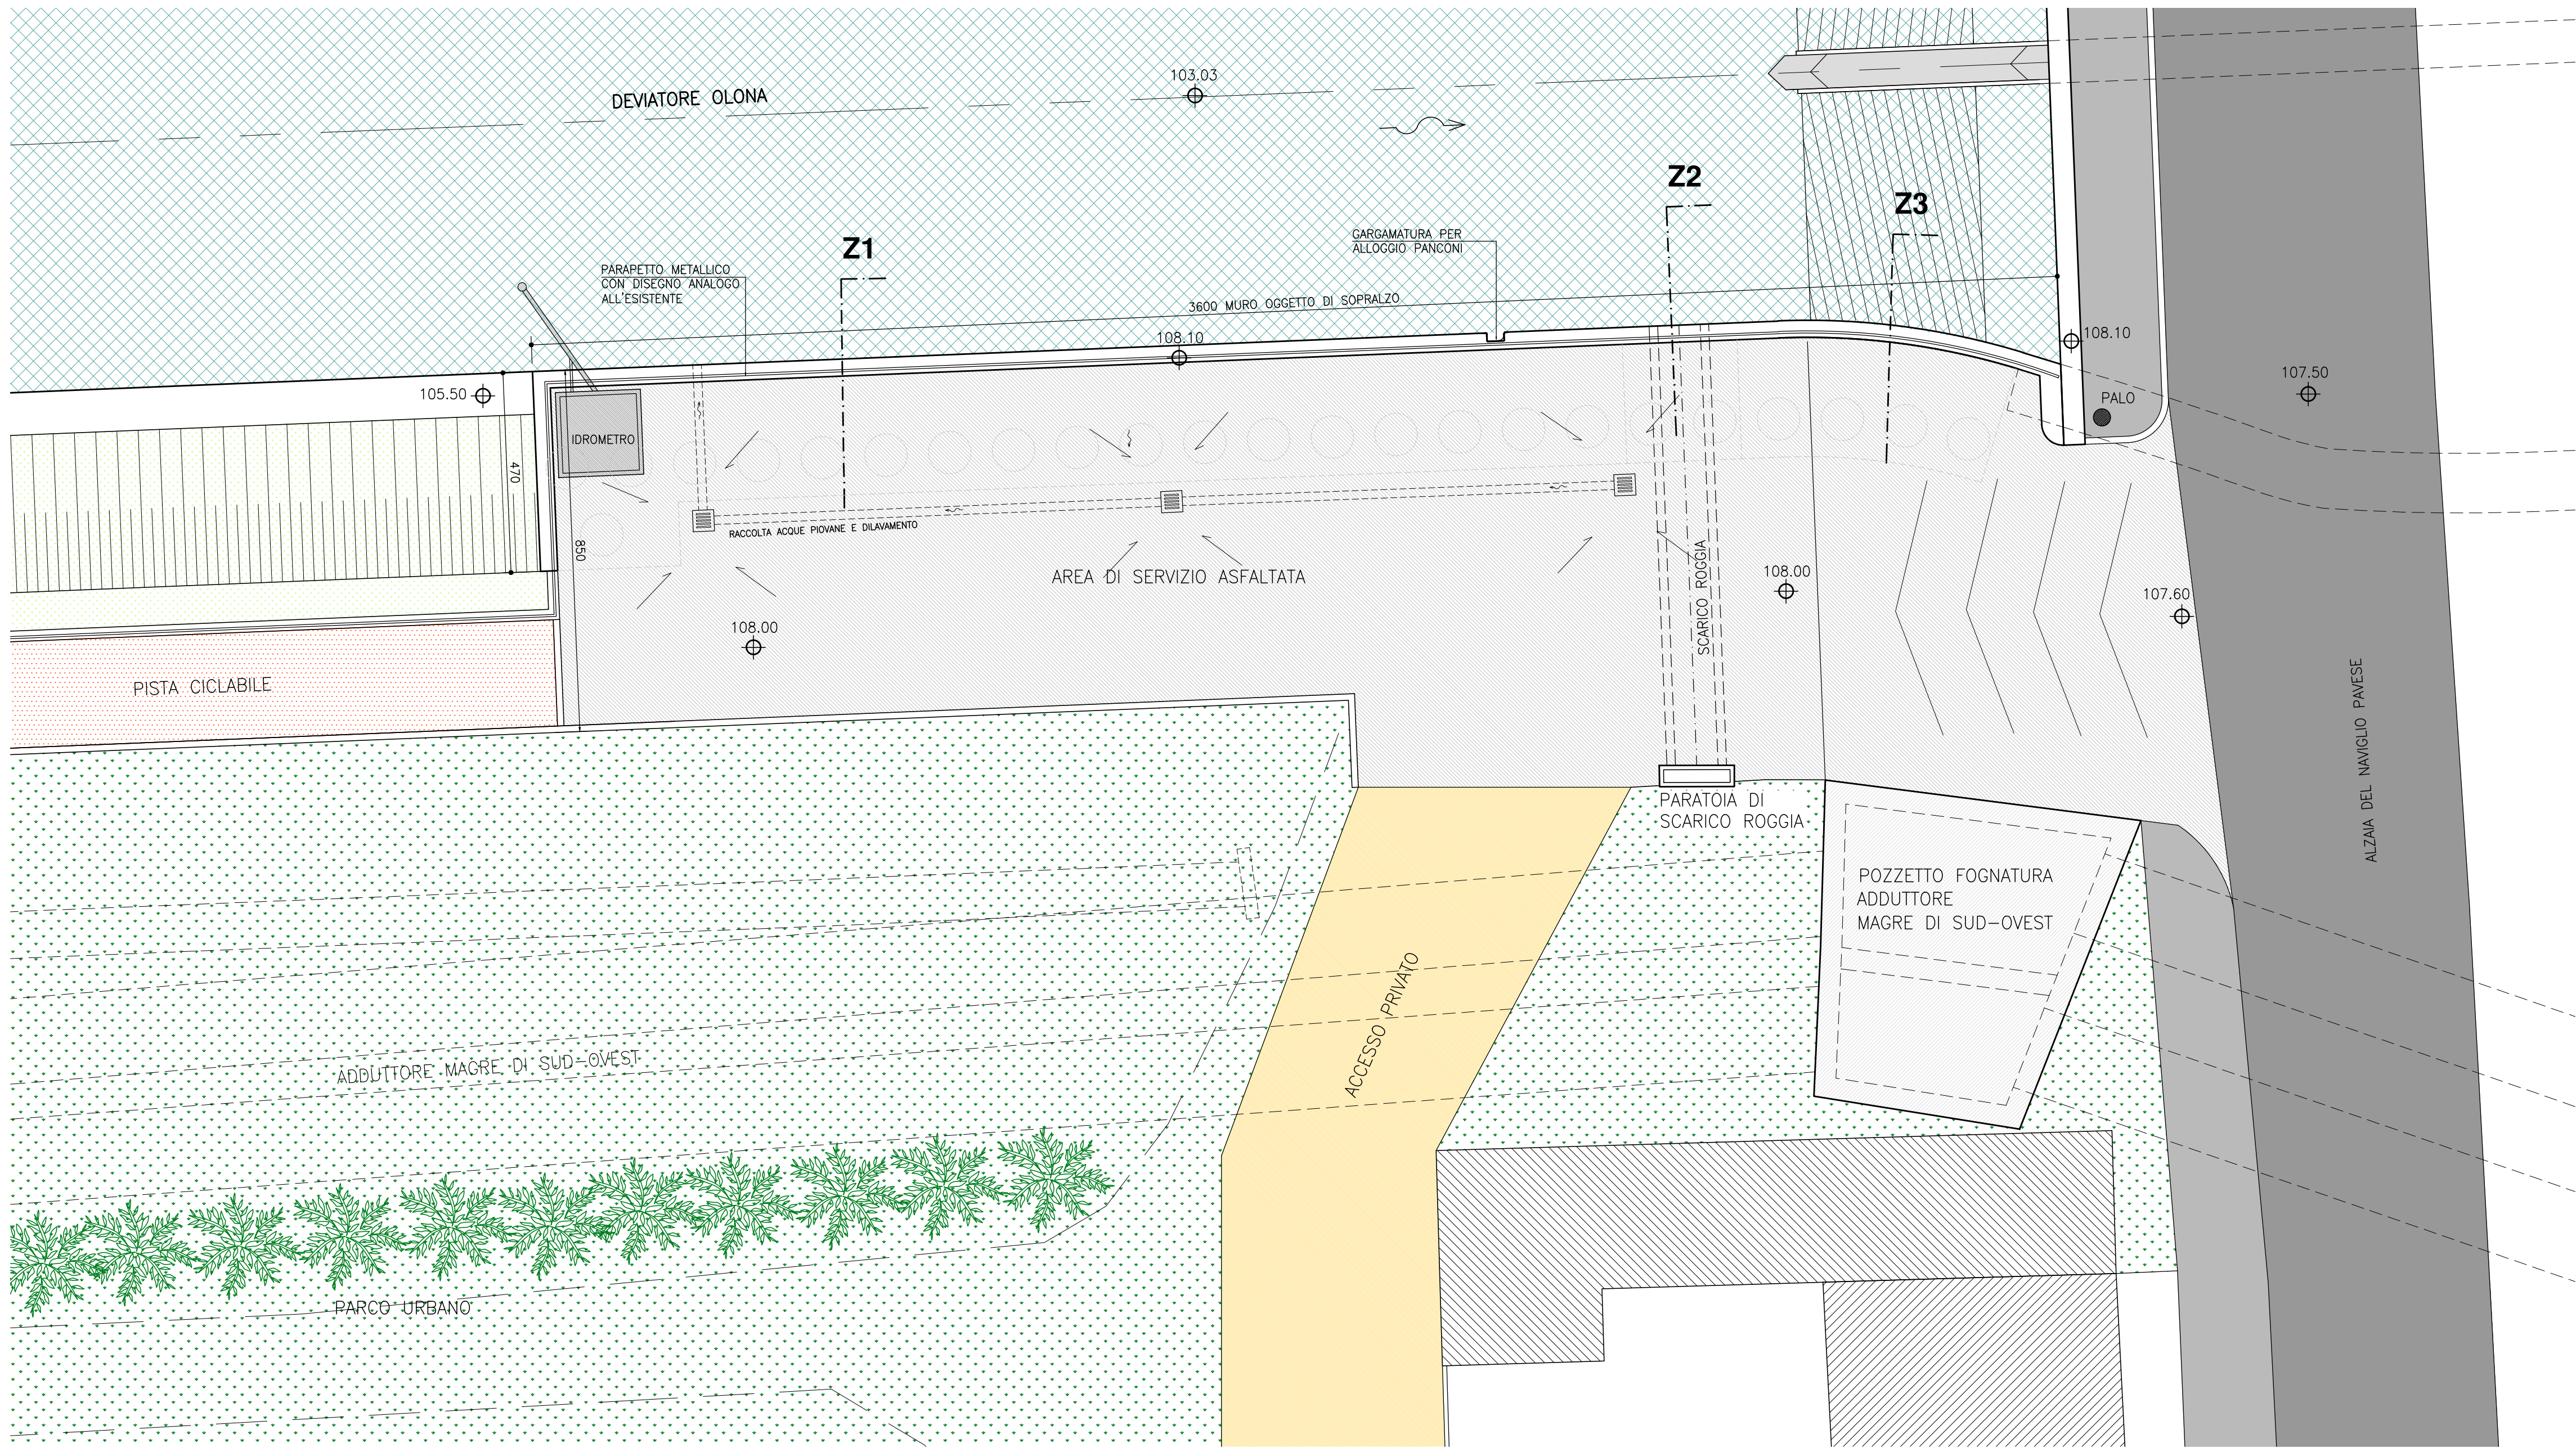 103.03
DEVIATORE OLONA
Z2
Z3
Z1
GARGAMATURA PER
ALLOGGIO PANCONI
PARAPETTO METALLICO
CON DISEGNO ANALOGO
ALL'ESISTENTE
3600 MURO OGGETTO DI SOPRALZO
108.10
108.10
107.50
105.50
PALO
IDROMETRO
470
RACCOLTA ACQUE PIOVANE E DILAVAMENTO
850
AREA DI SERVIZIO ASFALTATA
SCARICO ROGGIA
108.00
107.60
108.00
PISTA CICLABILE
ALZAIA DEL NAVIGLIO PAVESE
PARATOIA DI
SCARICO ROGGIA
POZZETTO FOGNATURA
ADDUTTORE
MAGRE DI SUD-OVEST
ACCESSO PRIVATO
ADDUTTORE MAGRE DI SUD-OVEST
PARCO URBANO